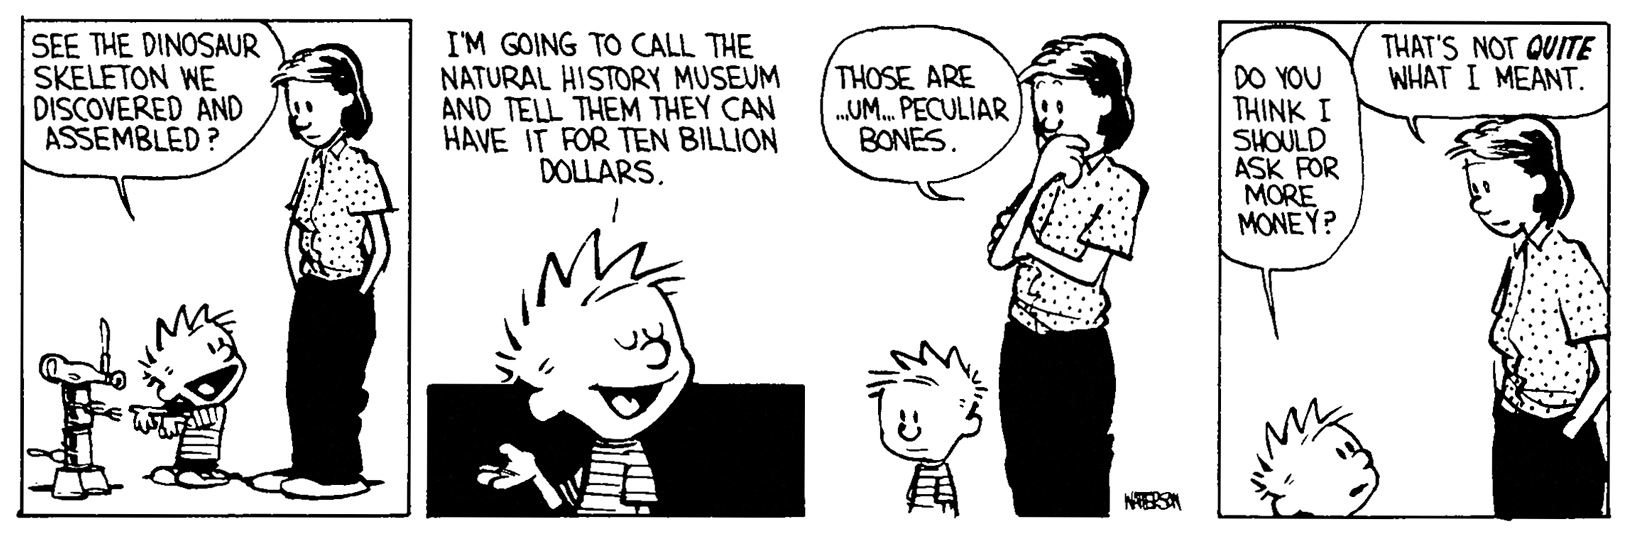 SEE THE DINOSAUR
SKELETON WE
DISCOVERED AND
ASSEMBLED?
I'M GOING TO CALL THE
NATURAL HISTORY MUSEUM
AND TELL THEM THEY CAN
HAVE IT FOR TEN BILLION
DOLLARS.
THOSE ARE
...UM... PECULIAR
BONES.
WATTERSON
DO YOU
THINK I
SHOULD
ASK FOR
MORE
MONEY?
THAT'S NOT QUITE
WHAT I MEANT.